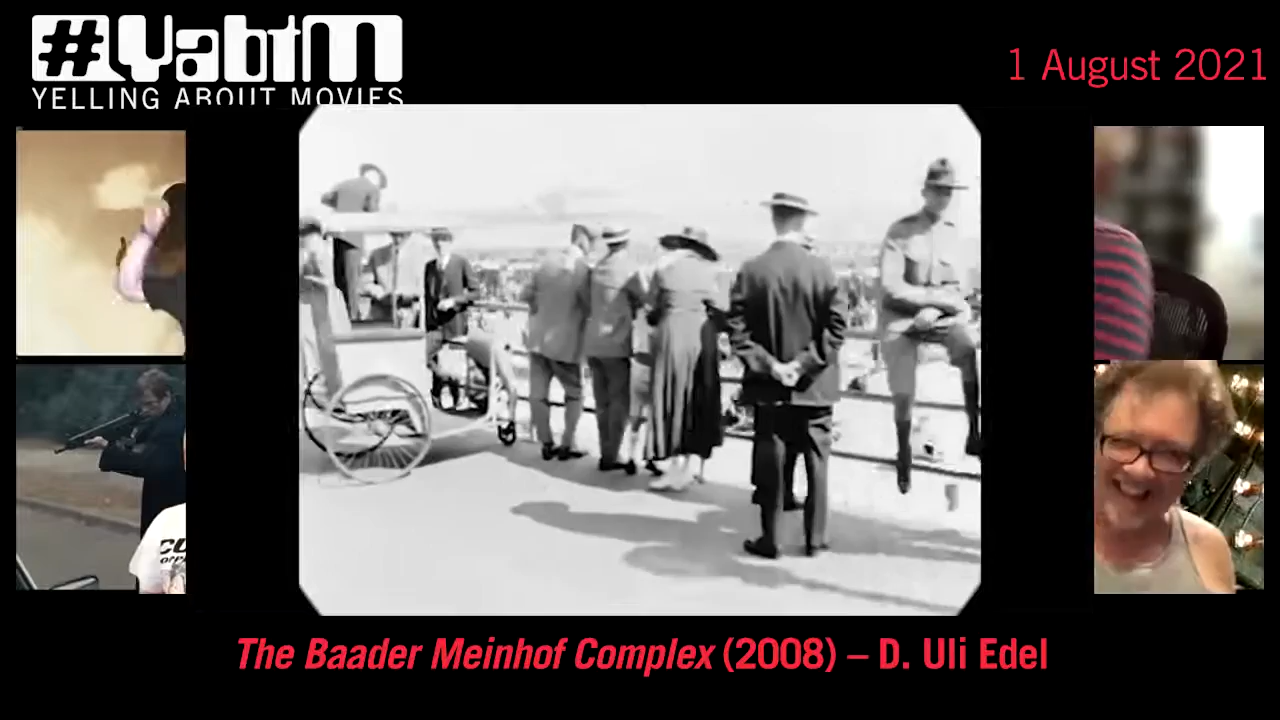 #YabtM
YELLING ABOUT MOVIES
1 August 2021
The Baader Meinhof Complex (2008) – D. Uli Edel